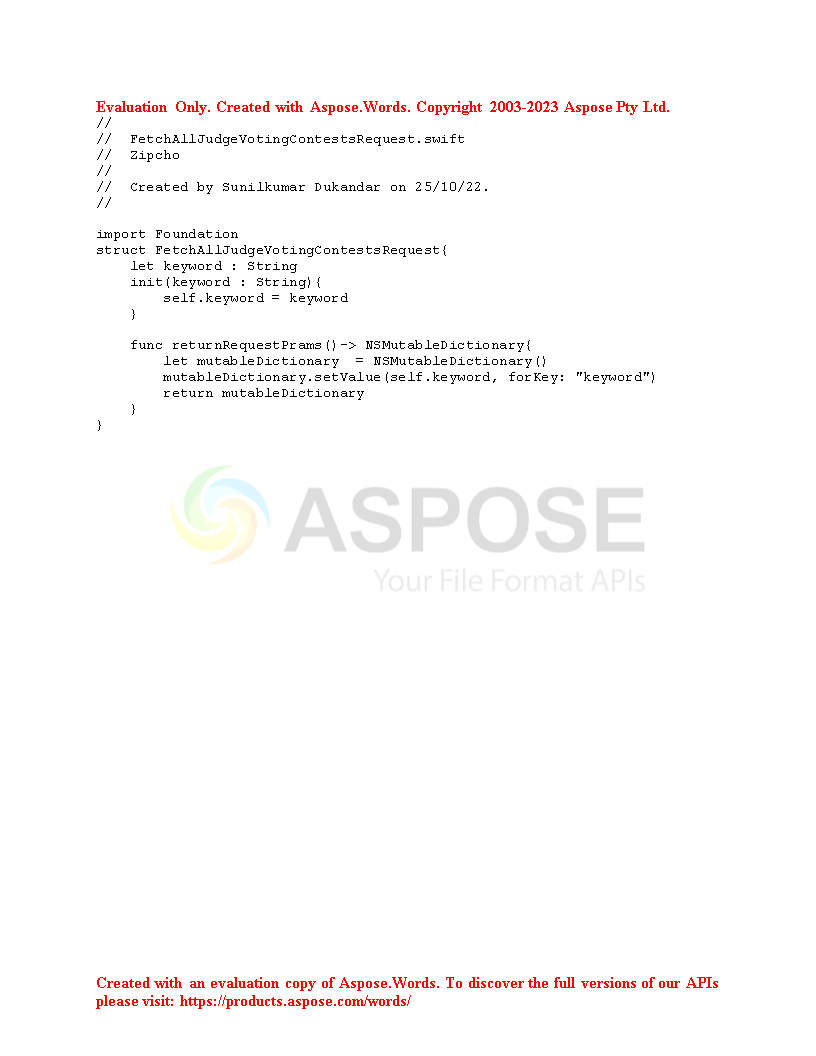 Evaluation Only. Created with Aspose.Words. Copyright 2003-2023 Aspose Pty Ltd.
//
//  FetchAllJudgeVotingContestsRequest.swift
//  Zipcho
//
//  Created by Sunilkumar Dukandar on 25/10/22.
//

import Foundation
struct FetchAllJudgeVotingContestsRequest{
    let keyword : String
    init(keyword : String){
        self.keyword = keyword
    }

    func returnRequestPrams()-> NSMutableDictionary{
        let mutableDictionary  = NSMutableDictionary()
        mutableDictionary.setValue(self.keyword, forKey: "keyword")
        return mutableDictionary
    }
}
ASPOSE
Your File Format APIs
Created with an evaluation copy of Aspose.Words. To discover the full versions of our APIs
please visit: https://products.aspose.com/words/